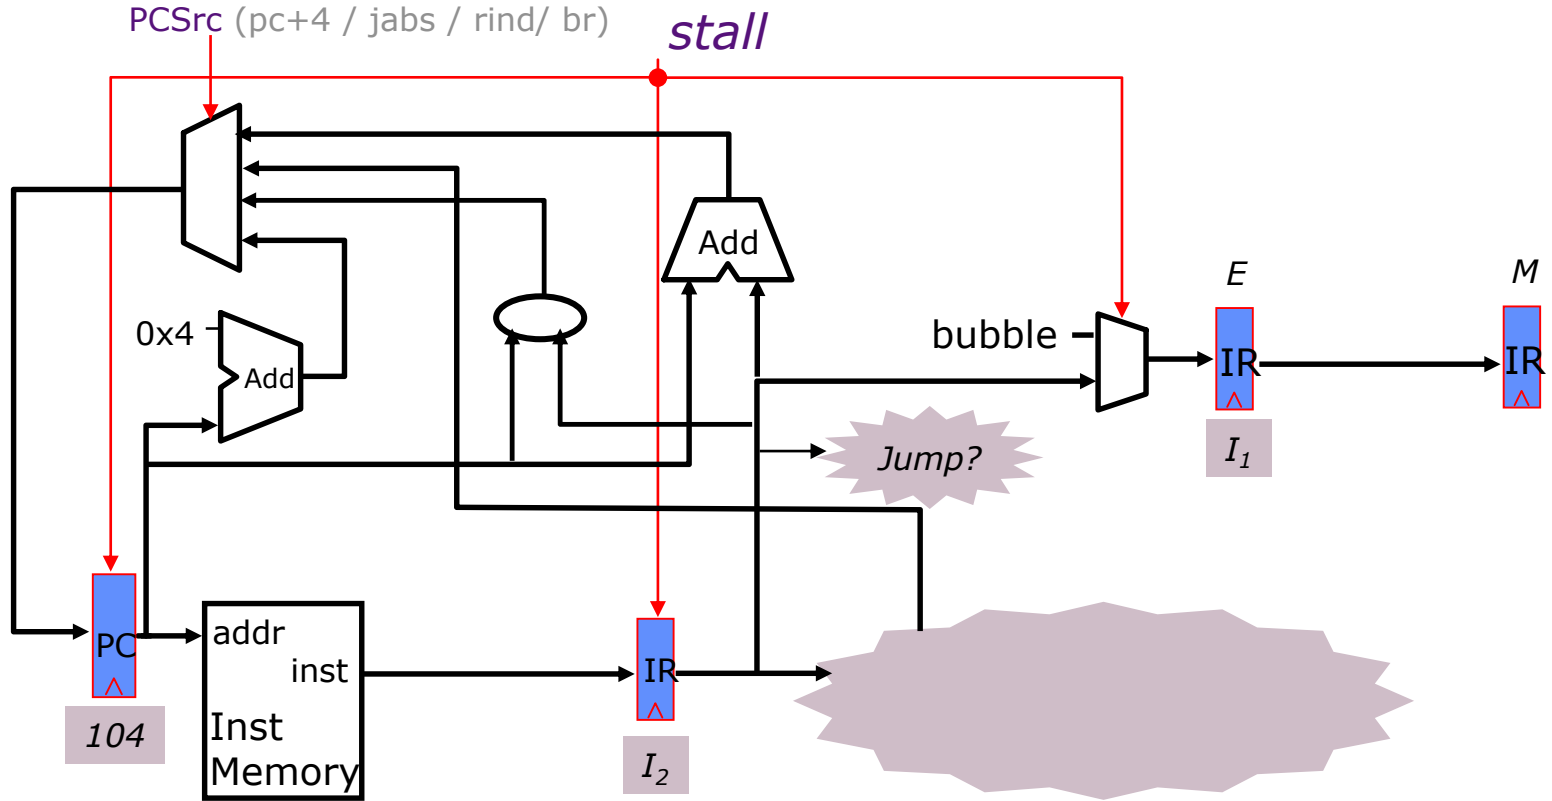 PCSrc (pc+4 / jabs / rind/ br)
stall
Add
E
M
0x4
Add
bubble
IR
IR
Jump?
I1
PC
addr
inst
Inst
Memory
IR
104
I2